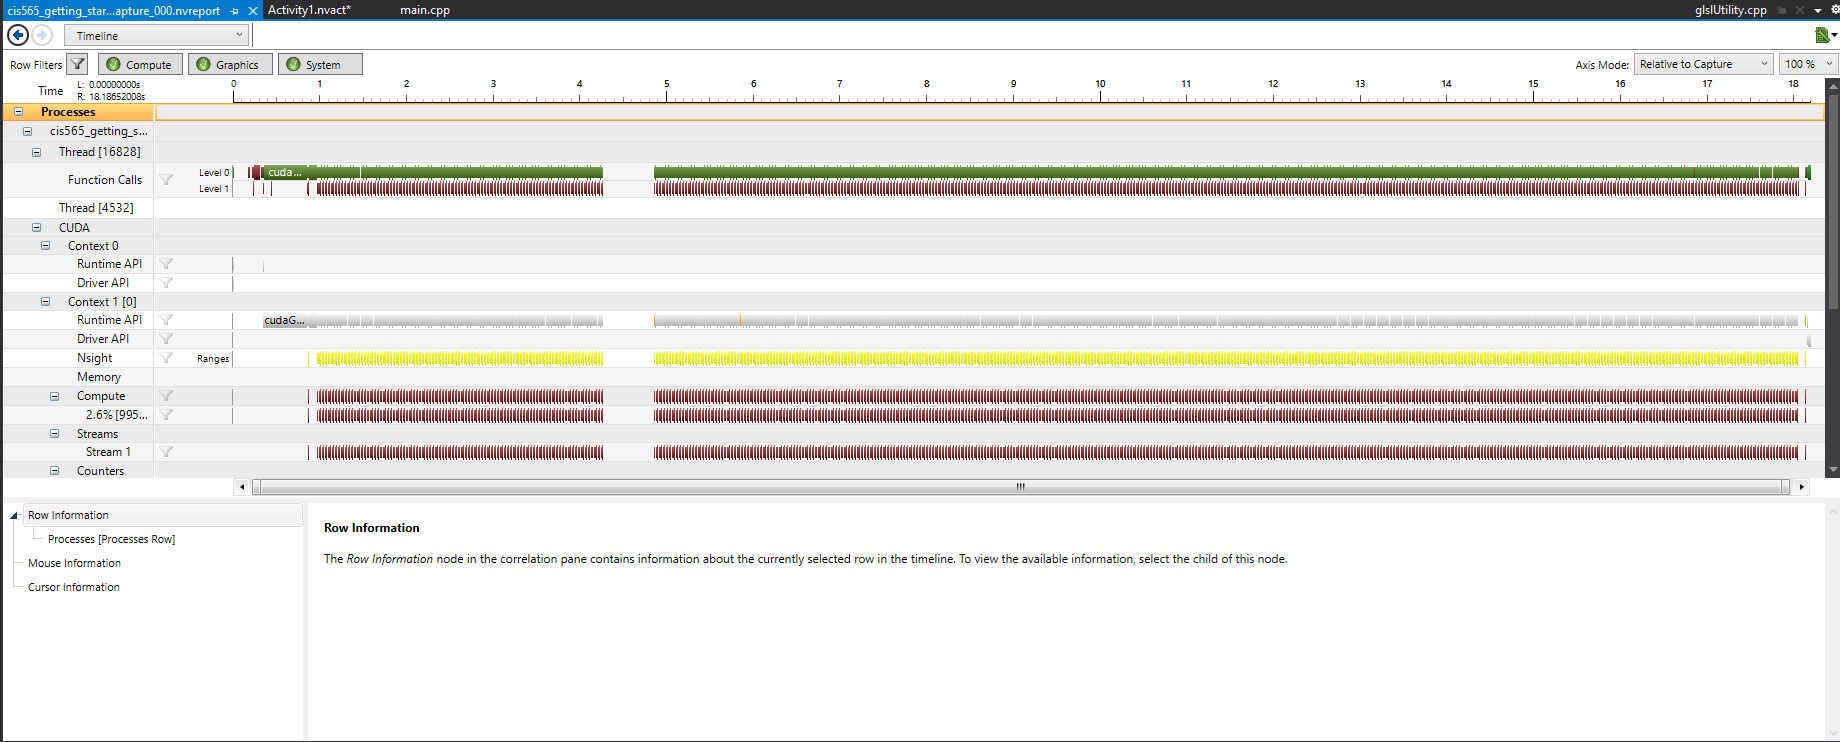 cis565_getting_star...apture_000.nvreport Activity1.nvact* main.cpp glslUtility.cpp
Timeline
Row Filters Compute Graphics System Axis Mode: Relative to Capture 100 %
Time L: 0.00000000s 0 1 2 3 4 5 6 7 8 9 10 11 12 13 14 15 16 17 18
R: 18.18652008s
Processes
cis565_getting_s...
Thread [16828]
Function Calls Level 0 cuda...
Level 1
Thread [4532]
CUDA
Context 0
Runtime API
Driver API
Context 1 [0]
Runtime API cudaG...
Driver API
Nsight Ranges
Memory
Compute
2.6% [995...
Streams
Stream 1
Counters
Row Information
Processes [Processes Row]
Mouse Information
Cursor Information
Row Information
The Row Information node in the correlation pane contains information about the currently selected row in the timeline. To view the available information, select the child of this node.